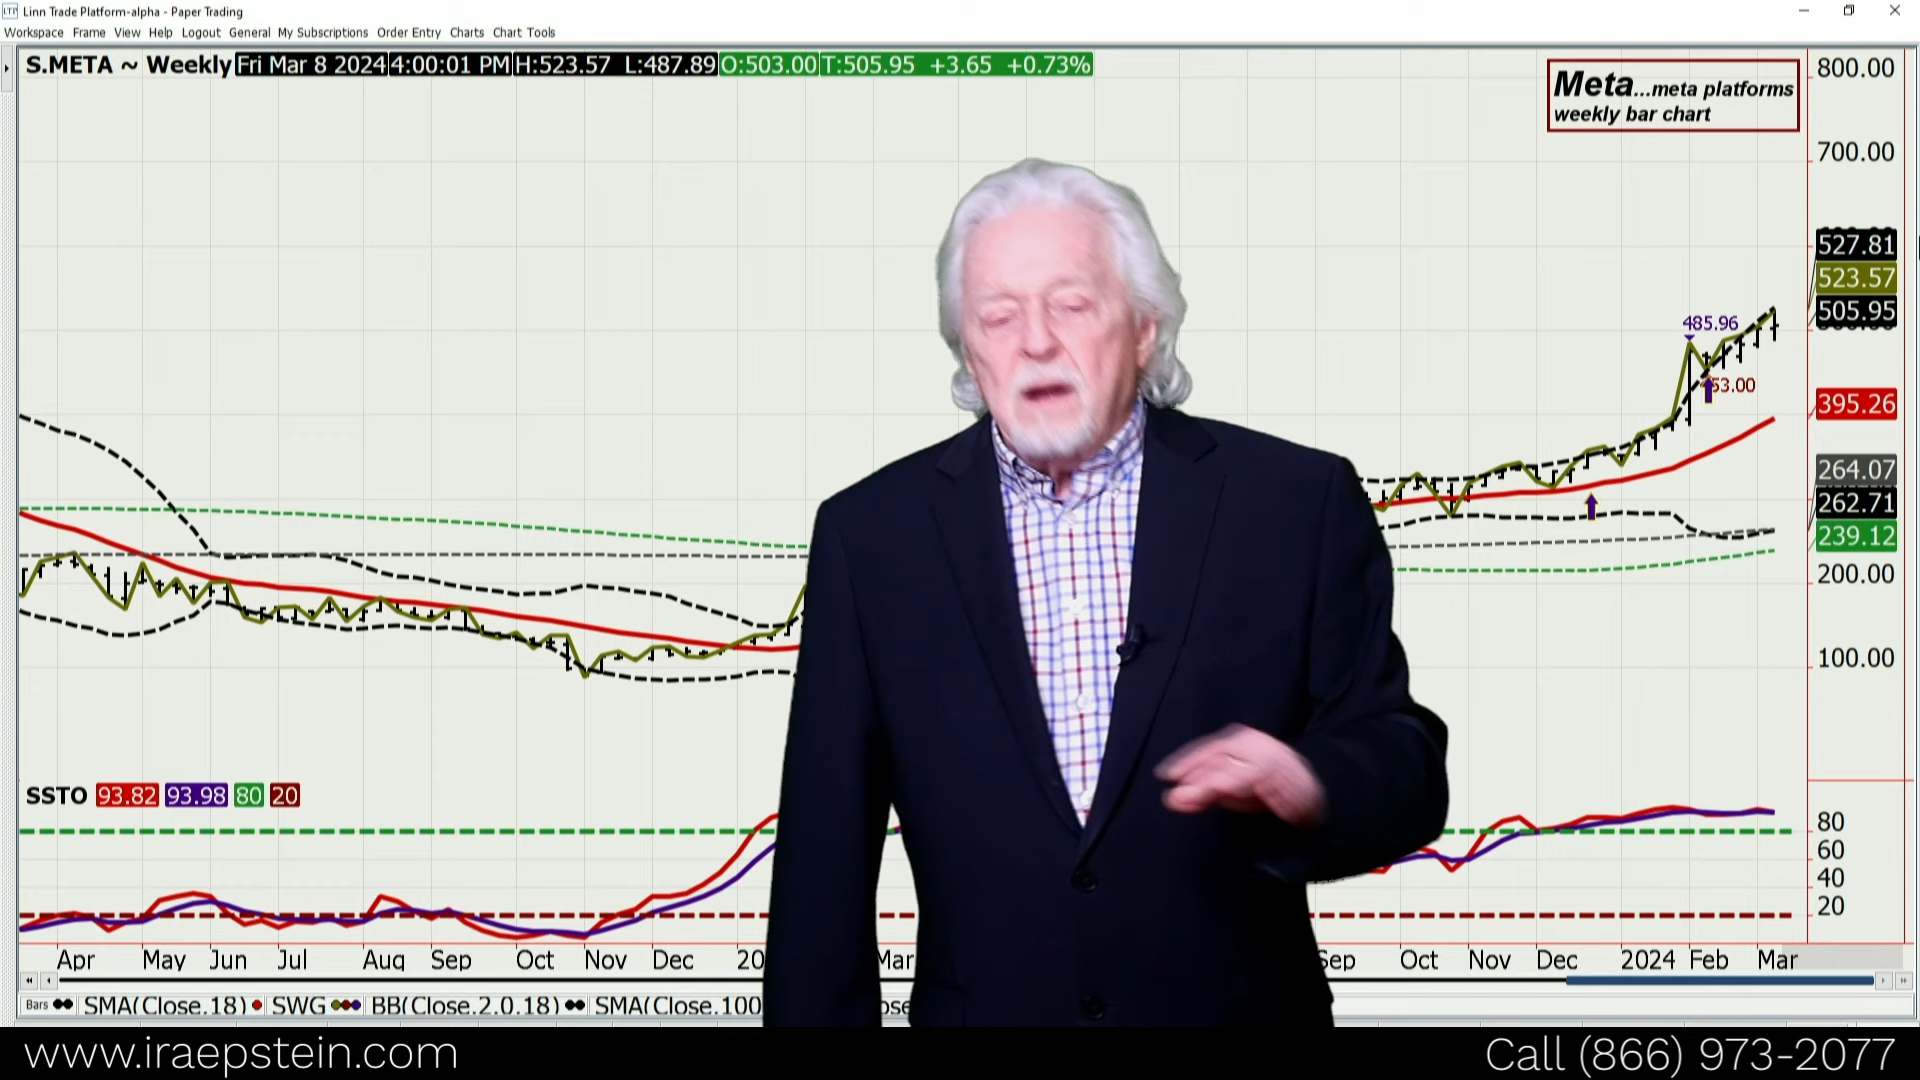 Linn Trade Platform-alpha - Paper Trading
Workspace Frame View Help Logout General My Subscriptions Order Entry Charts Chart Tools
S.META ~ Weekly Fri Mar 8 2024 4:00:01 PM H:523.57 L:487.89 O:503.00 T:505.95 +3.65 +0.73%
Meta...meta platforms
weekly bar chart
800.00
700.00
527.81
523.57
505.95
485.96
395.26
264.07
262.71
239.12
200.00
100.00
SSTO 93.82 93.98 80 20
80
60
40
20
Apr May Jun Jul Aug Sep Oct Nov Dec 20 Mar Sep Oct Nov Dec 2024 Feb Mar
Bars SMA(Close.18) SWG BB(Close.2.0.18) SMA(Close.100
www.iraepstein.com
Call (866) 973-2077